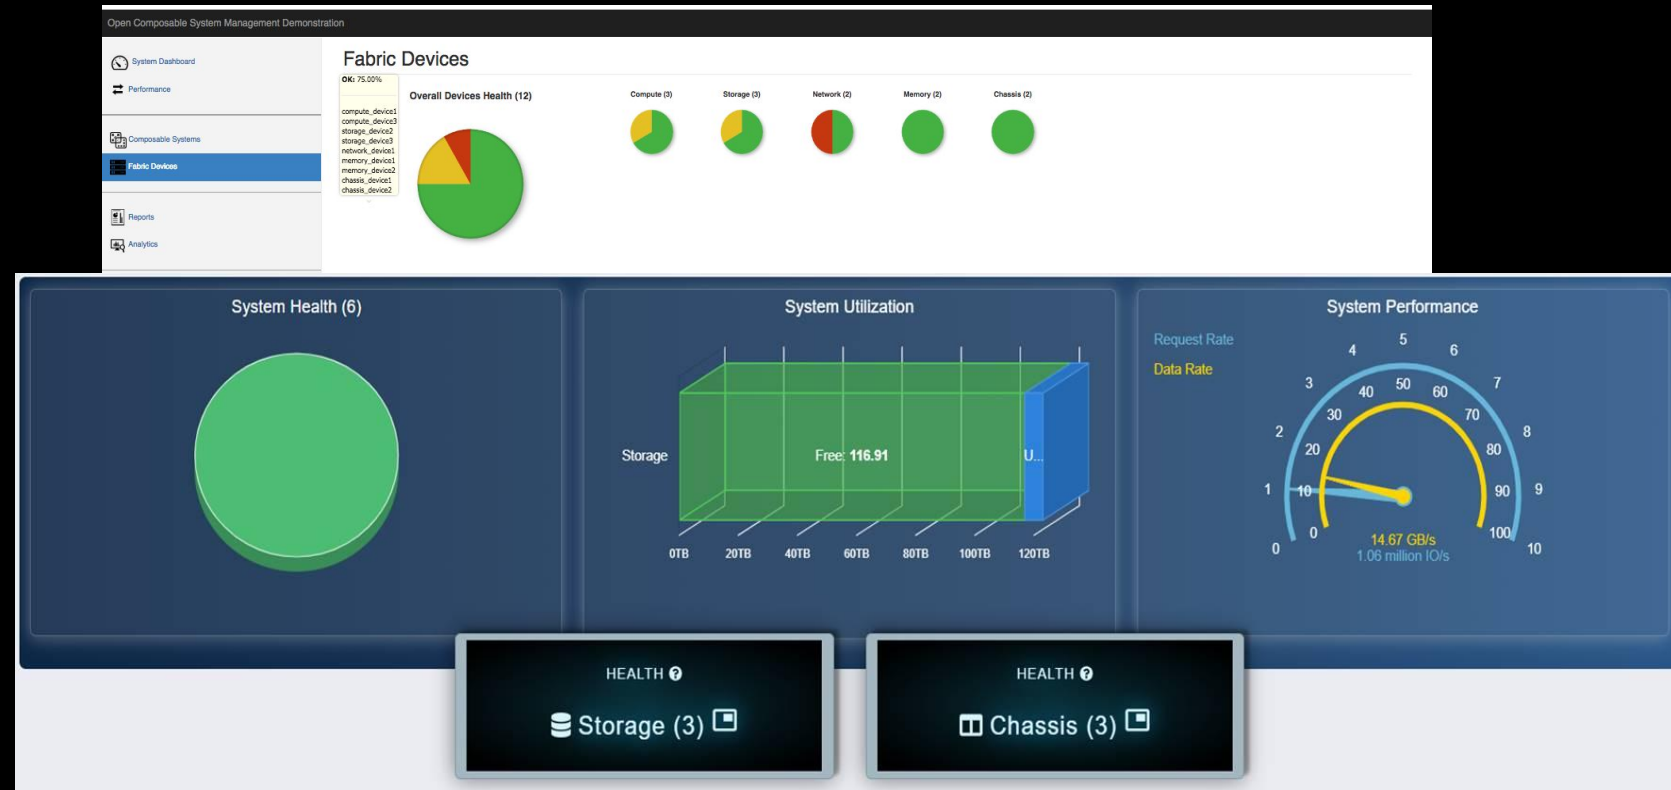 Open Composable System Management Demonstration
System Dashboard
Performance
Composable Systems
Fabric Devices
Reports
Analytics
Fabric Devices
OK: 75.00%
compute_device1
compute_device3
storage_device2
storage_device3
network_device1
memory_device1
memory_device2
chassis_device1
chassis_device2
Overall Devices Health (12)
Compute (3)
Storage (3)
Network (2)
Memory (2)
Chassis (2)
System Health (6)
System Utilization
Storage
Free: 116.91
U...
0TB 20TB 40TB 60TB 80TB 100TB 120TB
System Performance
Request Rate
Data Rate
0 1 2 3 4 5 6 7 8 9 10
0 10 20 30 40 50 60 70 80 90 100
14.67 GB/s
1.06 million IO/s
HEALTH ?
Storage (3)
HEALTH ?
Chassis (3)